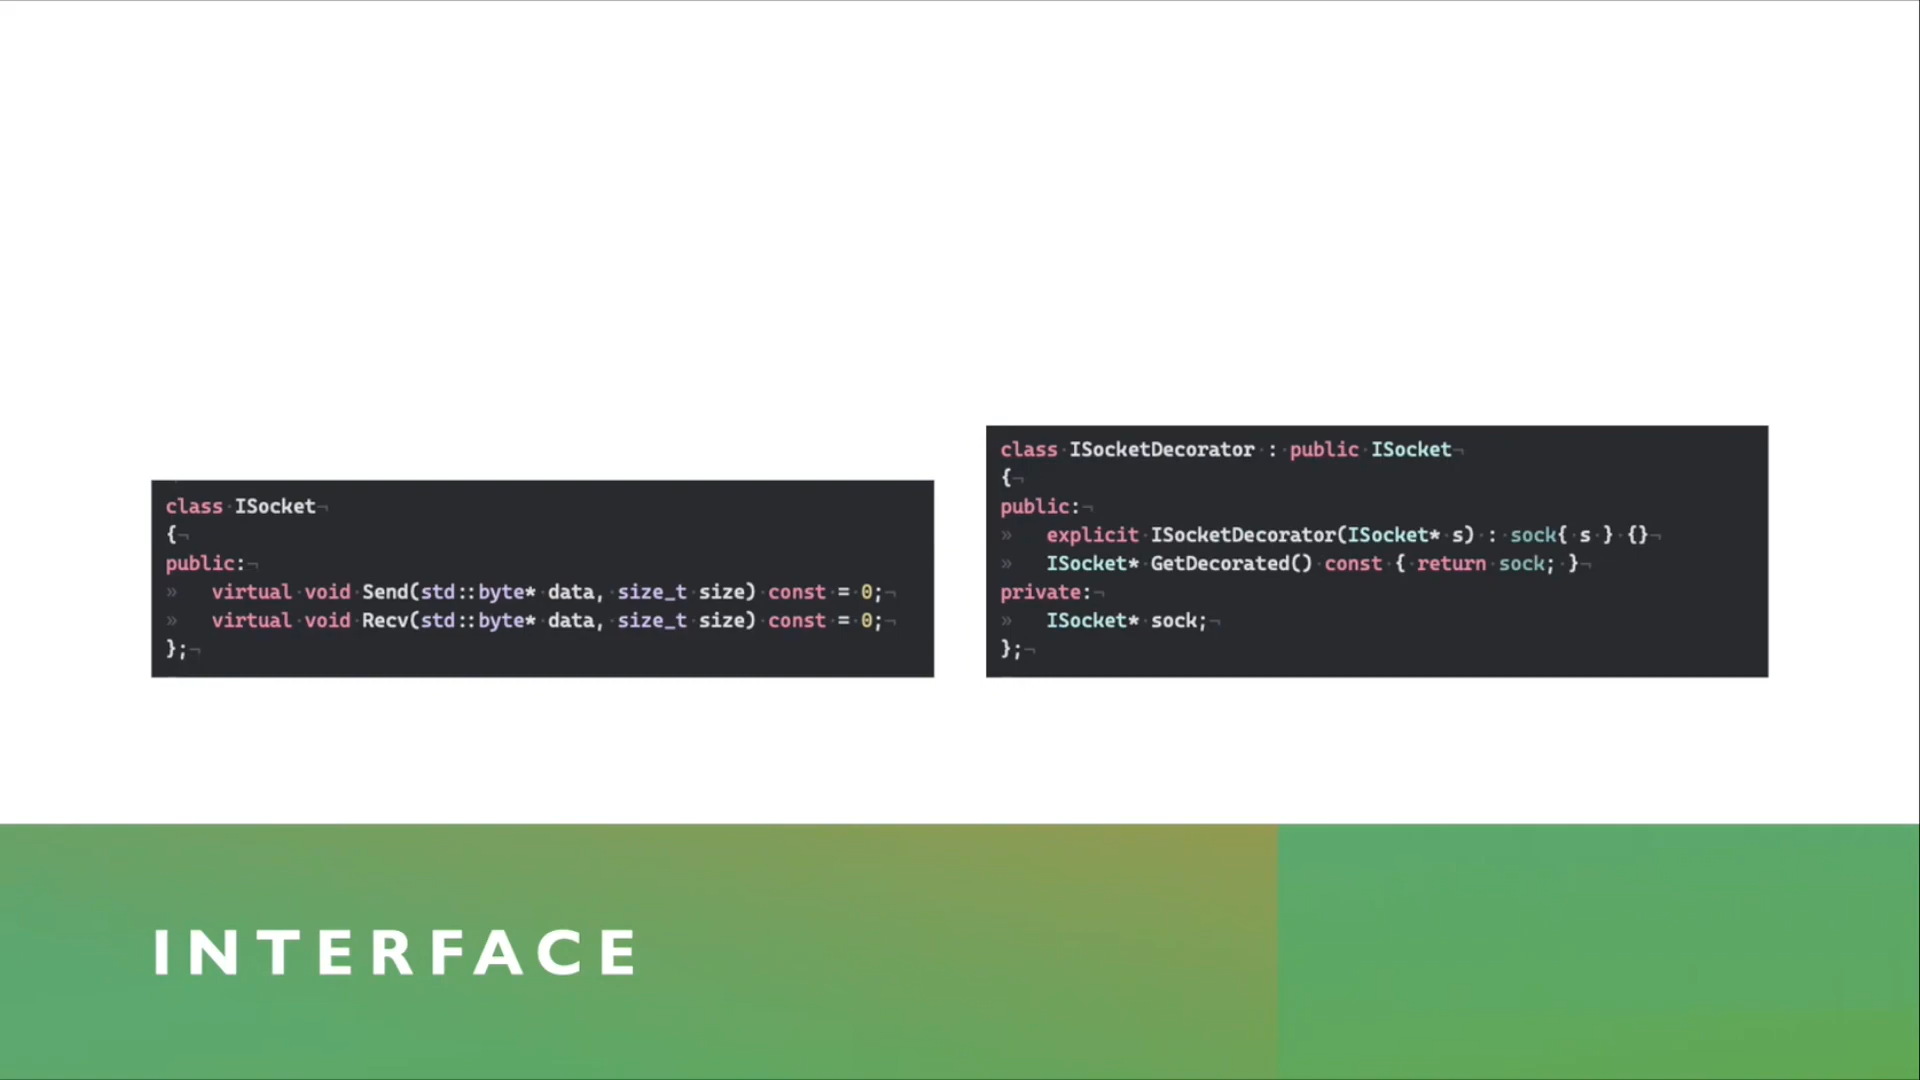 class ISocket
{
public:
    virtual void Send(std::byte* data, size_t size) const = 0;
    virtual void Recv(std::byte* data, size_t size) const = 0;
};
class ISocketDecorator : public ISocket
{
public:
    explicit ISocketDecorator(ISocket* s) : sock{ s } {}
    ISocket* GetDecorated() const { return sock; }
private:
    ISocket* sock;
};
INTERFACE